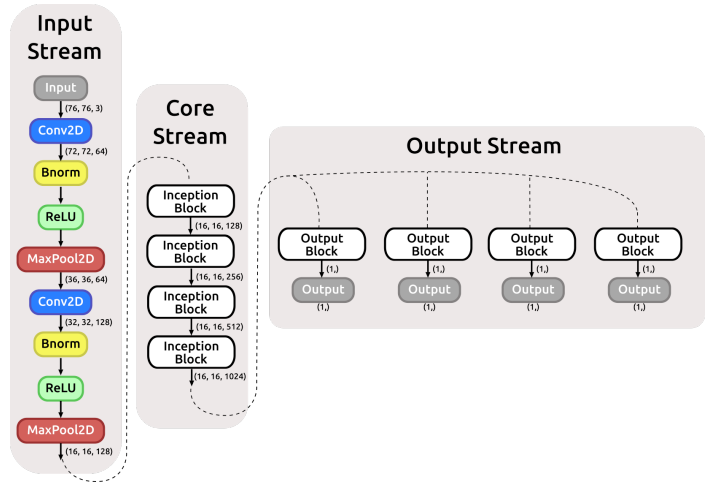 Input
Stream
Input
(76, 76, 3)
Conv2D
(72, 72, 64)
Bnorm
ReLU
MaxPool2D
(36, 36, 64)
Conv2D
(32, 32, 128)
Bnorm
ReLU
MaxPool2D
(16, 16, 128)
Core
Stream
Inception
Block
(16, 16, 128)
Inception
Block
(16, 16, 256)
Inception
Block
(16, 16, 512)
Inception
Block
(16, 16, 1024)
Output Stream
Output
Block
(1,)
Output
(1,)
Output
Block
(1,)
Output
(1,)
Output
Block
(1,)
Output
(1,)
Output
Block
(1,)
Output
(1,)